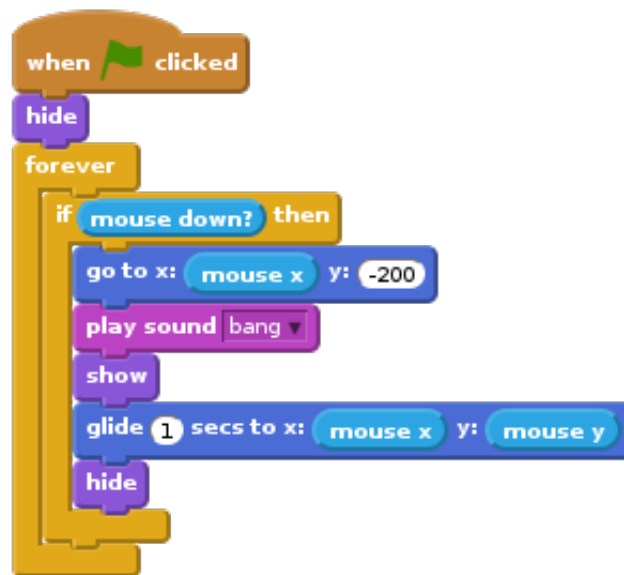 when clicked
hide
forever
if mouse down? then
go to x: mouse x y: -200
play sound bang
show
glide 1 secs to x: mouse x y: mouse y
hide